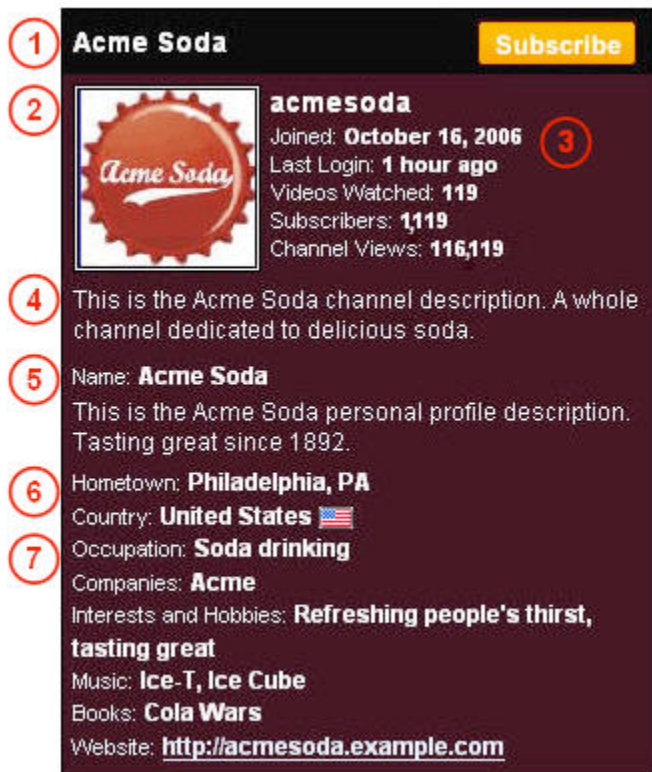 1 Acme Soda Subscribe
2 acmesoda
Joined: October 16, 2006 3
Last Login: 1 hour ago
Acme Soda
Videos Watched: 119
Subscribers: 1,119
Channel Views: 116,119
4 This is the Acme Soda channel description. A whole
channel dedicated to delicious soda.
5 Name: Acme Soda
This is the Acme Soda personal profile description.
Tasting great since 1892.
6 Hometown: Philadelphia, PA
Country: United States
7 Occupation: Soda drinking
Companies: Acme
Interests and Hobbies: Refreshing people's thirst,
tasting great
Music: Ice-T, Ice Cube
Books: Cola Wars
Website: http://acmesoda.example.com